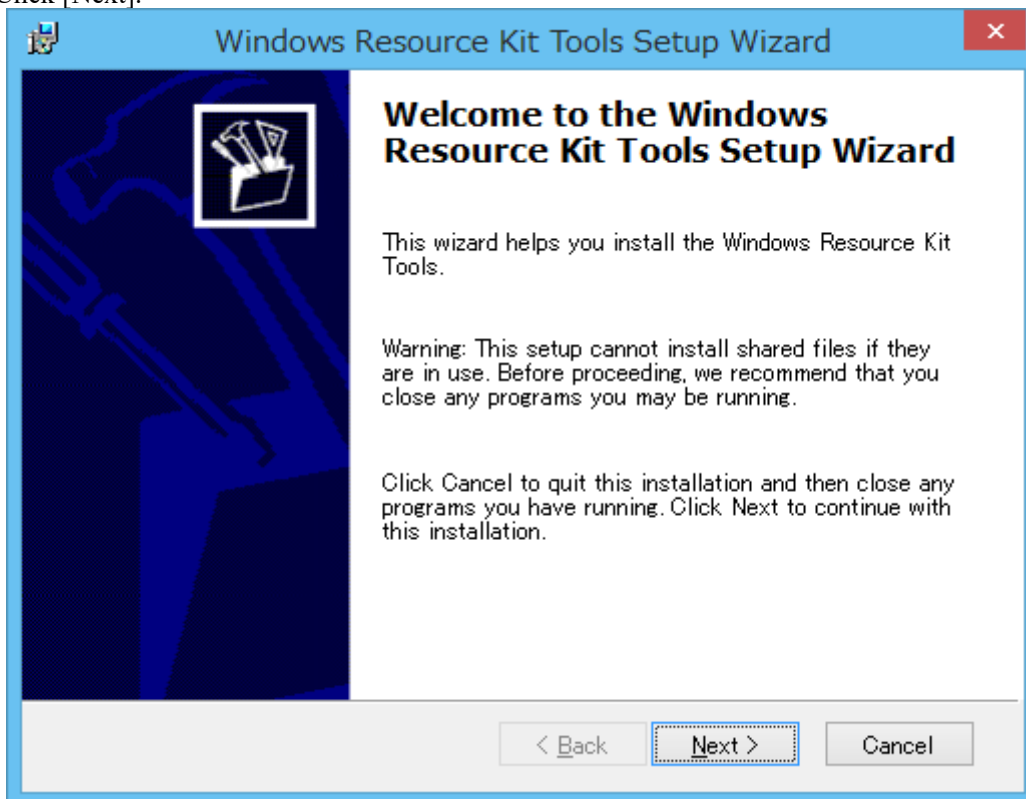 Click [Next].
Windows Resource Kit Tools Setup Wizard
Welcome to the Windows
Resource Kit Tools Setup Wizard
This wizard helps you install the Windows Resource Kit
Tools.
Warning: This setup cannot install shared files if they
are in use. Before proceeding, we recommend that you
close any programs you may be running.
Click Cancel to quit this installation and then close any
programs you have running. Click Next to continue with
this installation.
< Back
Next >
Cancel